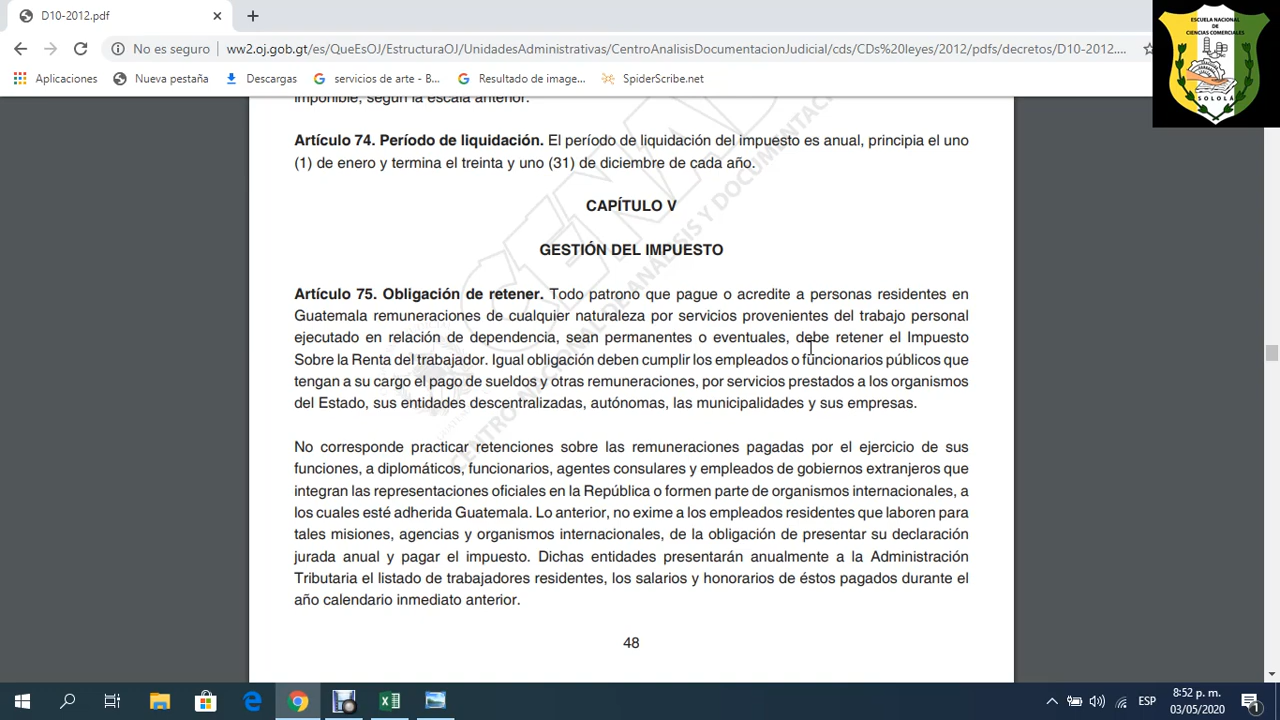 D10-2012.pdf
No es seguro
ww2.oj.gob.gt/es/QueEsOJ/EstructuraOJ/UnidadesAdministrativas/CentroAnalisisDocumentacionJudicial/cds/CDs%20leyes/2012/pdfs/decretos/D10-2012....
Aplicaciones Nueva pestaña Descargas servicios de arte - B... Resultado de image... SpiderScribe.net
ESCUELA NACIONAL
DE
CIENCIAS COMERCIALES
SOLOLÁ
imponible, según la escala anterior.
Artículo 74. Período de liquidación. El período de liquidación del impuesto es anual, principia el uno
(1) de enero y termina el treinta y uno (31) de diciembre de cada año.
CAPÍTULO V
GESTIÓN DEL IMPUESTO
Artículo 75. Obligación de retener. Todo patrono que pague o acredite a personas residentes en
Guatemala remuneraciones de cualquier naturaleza por servicios provenientes del trabajo personal
ejecutado en relación de dependencia, sean permanentes o eventuales, debe retener el Impuesto
Sobre la Renta del trabajador. Igual obligación deben cumplir los empleados o funcionarios públicos que
tengan a su cargo el pago de sueldos y otras remuneraciones, por servicios prestados a los organismos
del Estado, sus entidades descentralizadas, autónomas, las municipalidades y sus empresas.
No corresponde practicar retenciones sobre las remuneraciones pagadas por el ejercicio de sus
funciones, a diplomáticos, funcionarios, agentes consulares y empleados de gobiernos extranjeros que
integran las representaciones oficiales en la República o formen parte de organismos internacionales, a
los cuales esté adherida Guatemala. Lo anterior, no exime a los empleados residentes que laboren para
tales misiones, agencias y organismos internacionales, de la obligación de presentar su declaración
jurada anual y pagar el impuesto. Dichas entidades presentarán anualmente a la Administración
Tributaria el listado de trabajadores residentes, los salarios y honorarios de éstos pagados durante el
año calendario inmediato anterior.
48
ESP
8:52 p. m.
03/05/2020
1